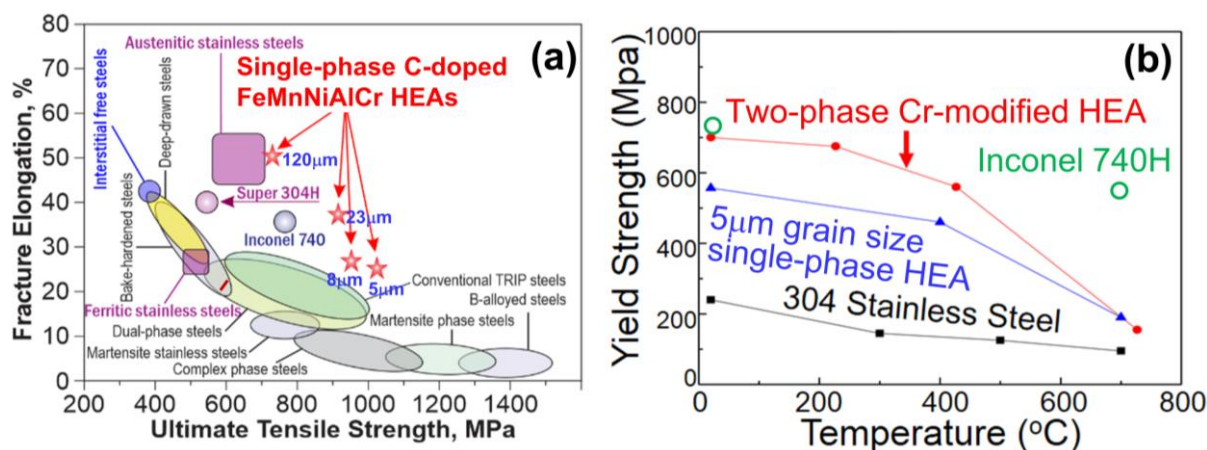 (a)
Fracture Elongation, %
80
70
60
50
40
30
20
10
0
200
400
600
800
1000
1200
1400
Ultimate Tensile Strength, MPa
Austenitic stainless steels
Single-phase C-doped
FeMnNiAlCr HEAs
Interstitial free steels
Deep-drawn steels
Bake-hardened steels
120μm
Super 304H
23μm
Inconel 740
8μm
5μm
Conventional TRIP steels
B-alloyed steels
Ferritic stainless steels
Martensite phase steels
Dual-phase steels
Martensite stainless steels
Complex phase steels
(b)
Yield Strength (Mpa)
1000
800
600
400
200
0
0
200
400
600
800
Temperature (°C)
Two-phase Cr-modified HEA
Inconel 740H
5μm grain size
single-phase HEA
304 Stainless Steel